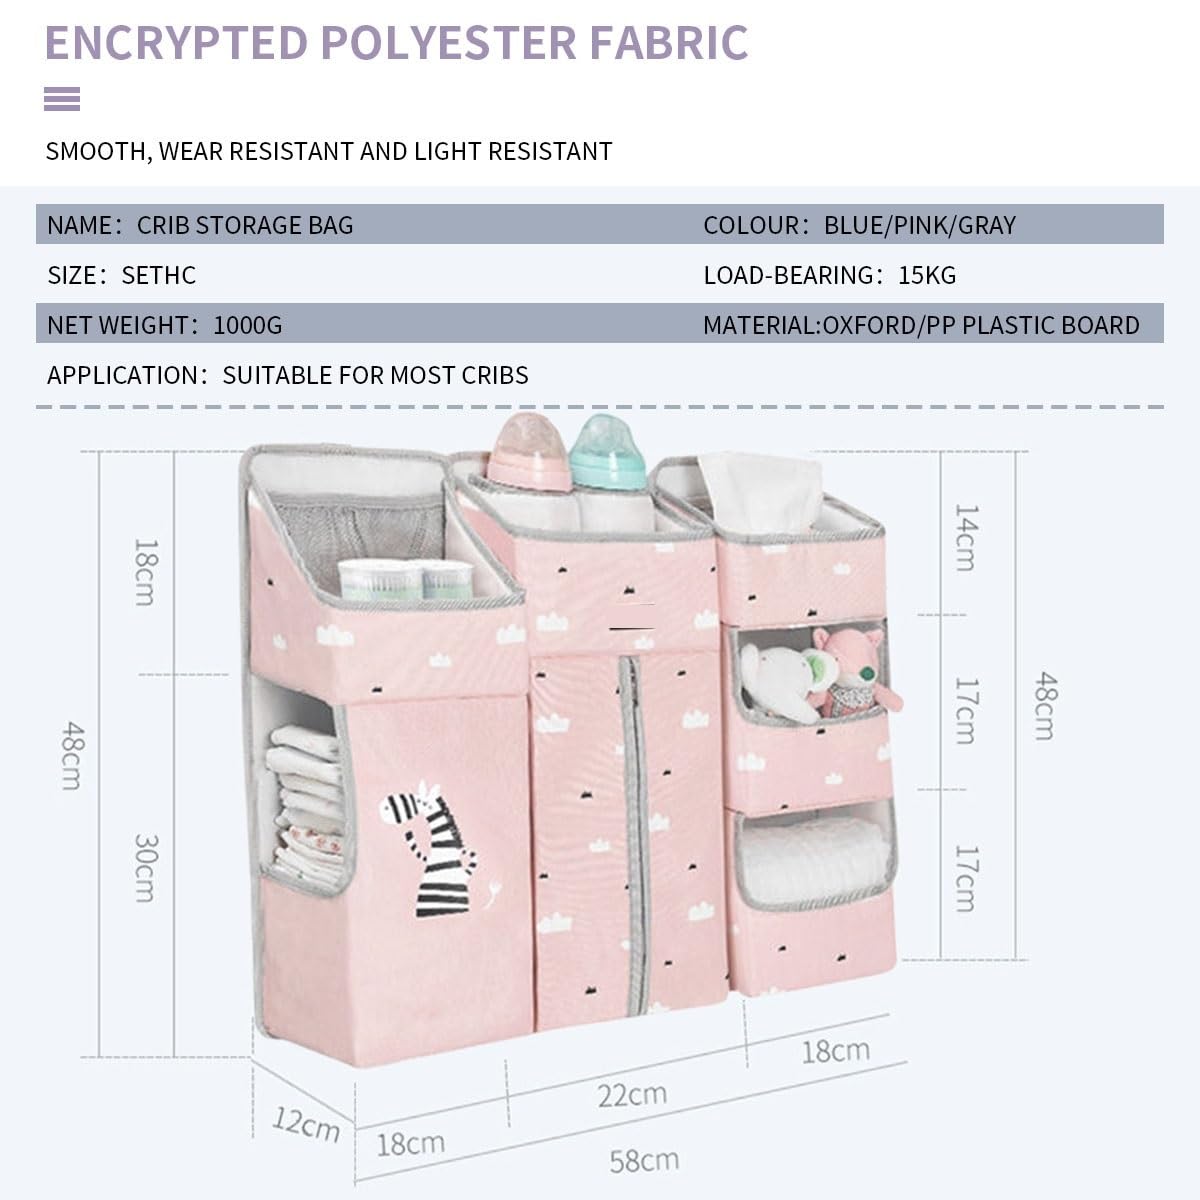 ENCRYPTED POLYESTER FABRIC
SMOOTH, WEAR RESISTANT AND LIGHT RESISTANT
NAME：CRIB STORAGE BAG
COLOUR：BLUE/PINK/GRAY
SIZE：SETHC
LOAD-BEARING：15KG
NET WEIGHT：1000G
MATERIAL:OXFORD/PP PLASTIC BOARD
APPLICATION：SUITABLE FOR MOST CRIBS
18cm
48cm
30cm
14cm
17cm
48cm
17cm
12cm
18cm
22cm
18cm
58cm